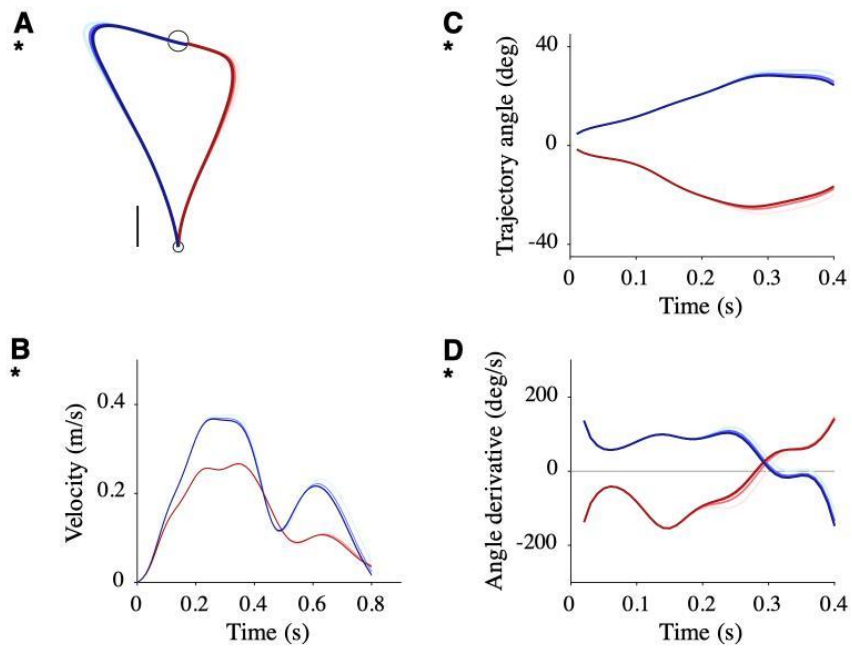 A
*
B
*
Velocity (m/s)
0.4
0.2
0
0 0.2 0.4 0.6 0.8
Time (s)
C
*
Trajectory angle (deg)
40
0
-40
0 0.1 0.2 0.3 0.4
Time (s)
D
*
Angle derivative (deg/s)
200
0
-200
0 0.1 0.2 0.3 0.4
Time (s)